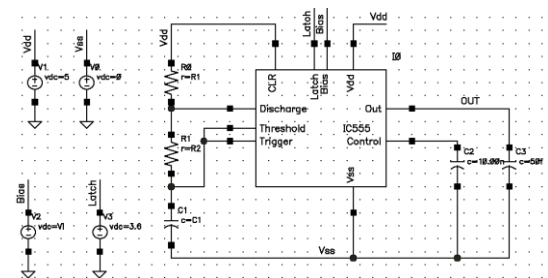 Vdd
V1
vdc=5
Vss
V0
vdc=0
Bias
V2
vdc=VI
Latch
V3
vdc=3.6
Vdd
R0
r=R1
R1
r=R2
C1
c=C1
Latch
Bias
Vdd
I0
CLR
Latch
Bias
Vdd
Discharge
Out
OUT
Threshold
IC555
Trigger
Control
Vss
C2
c=10.00n
C3
c=50f
Vss